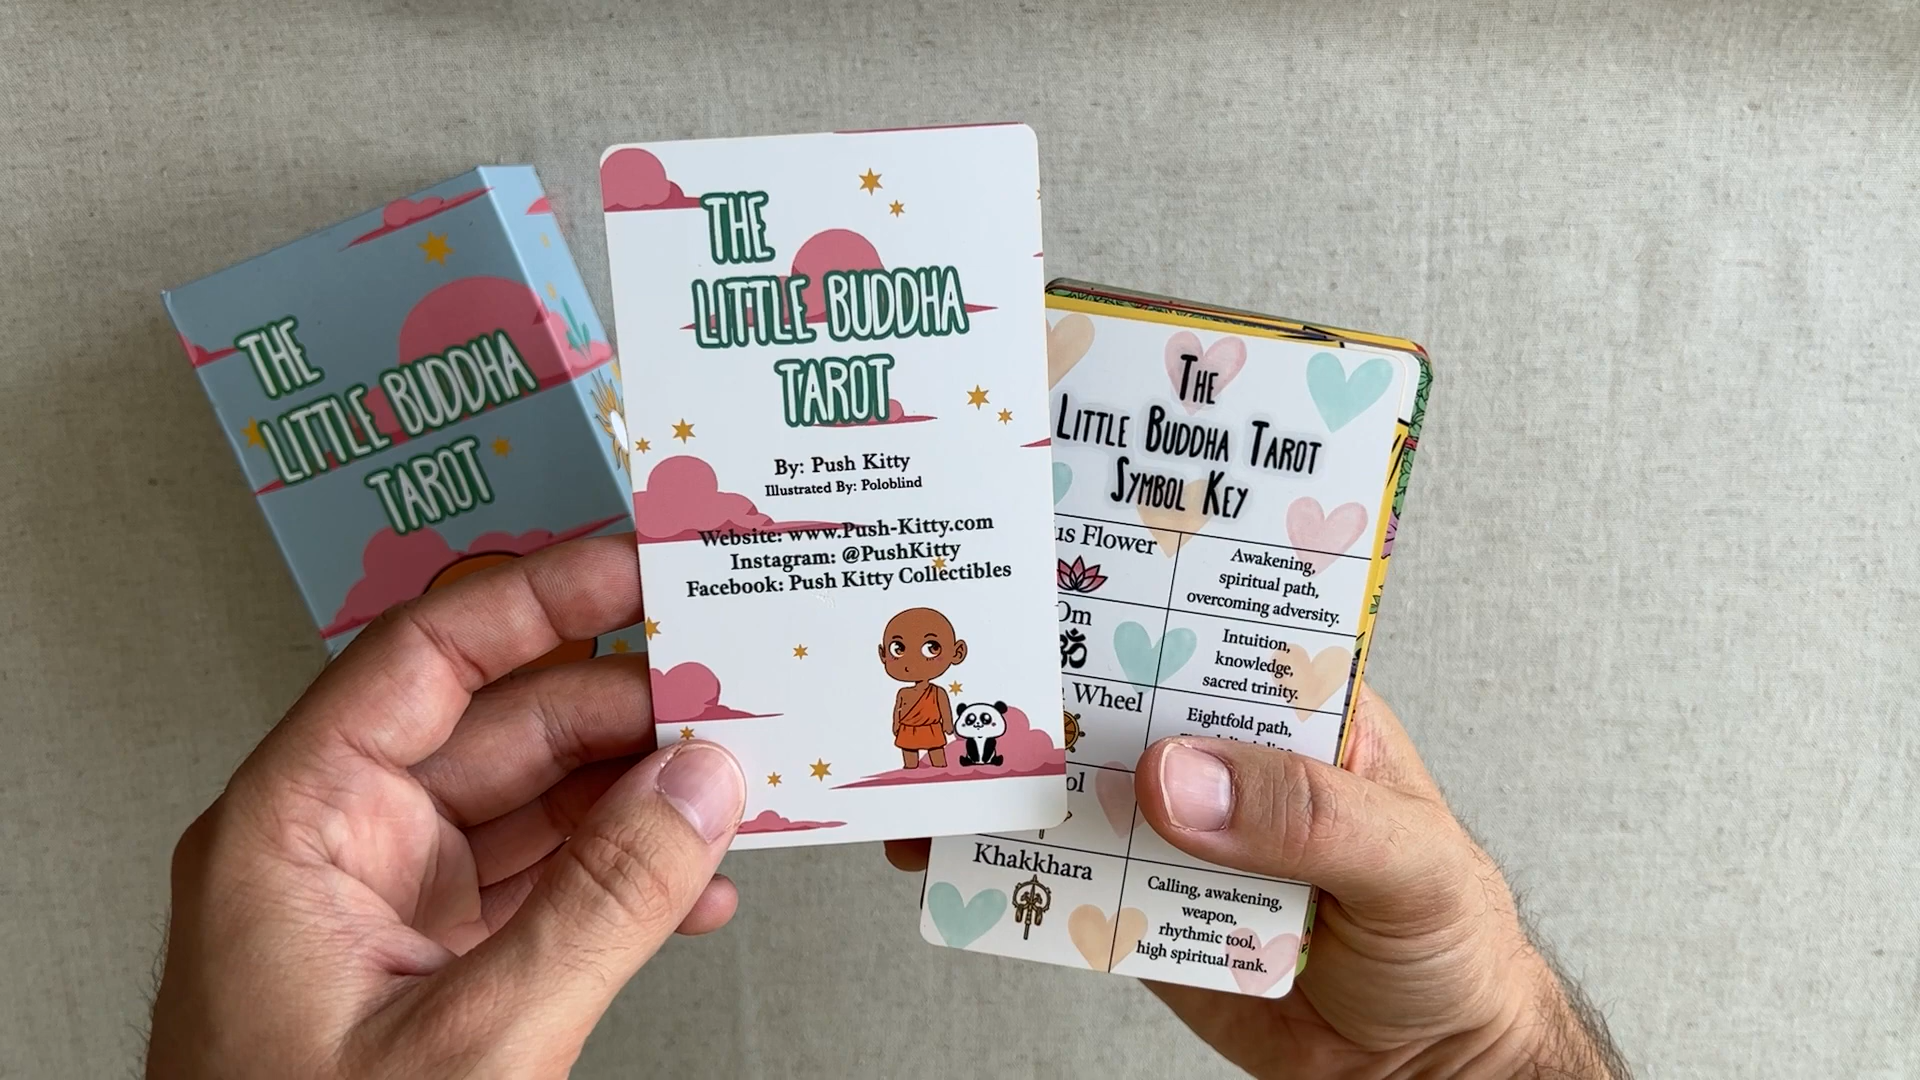 THE
LITTLE BUDDHA
TAROT
THE
LITTLE BUDDHA
TAROT
By: Push Kitty
Illustrated By: Poloblind
Website: www.Push-Kitty.com
Instagram: @PushKitty
Facebook: Push Kitty Collectibles
THE
LITTLE BUDDHA TAROT
SYMBOL KEY
Flower
Awakening,
spiritual path,
overcoming adversity.
Om
Intuition,
knowledge,
sacred trinity.
Wheel
Eightfold path,
Khakkhara
Calling, awakening,
weapon,
rhythmic tool,
high spiritual rank.